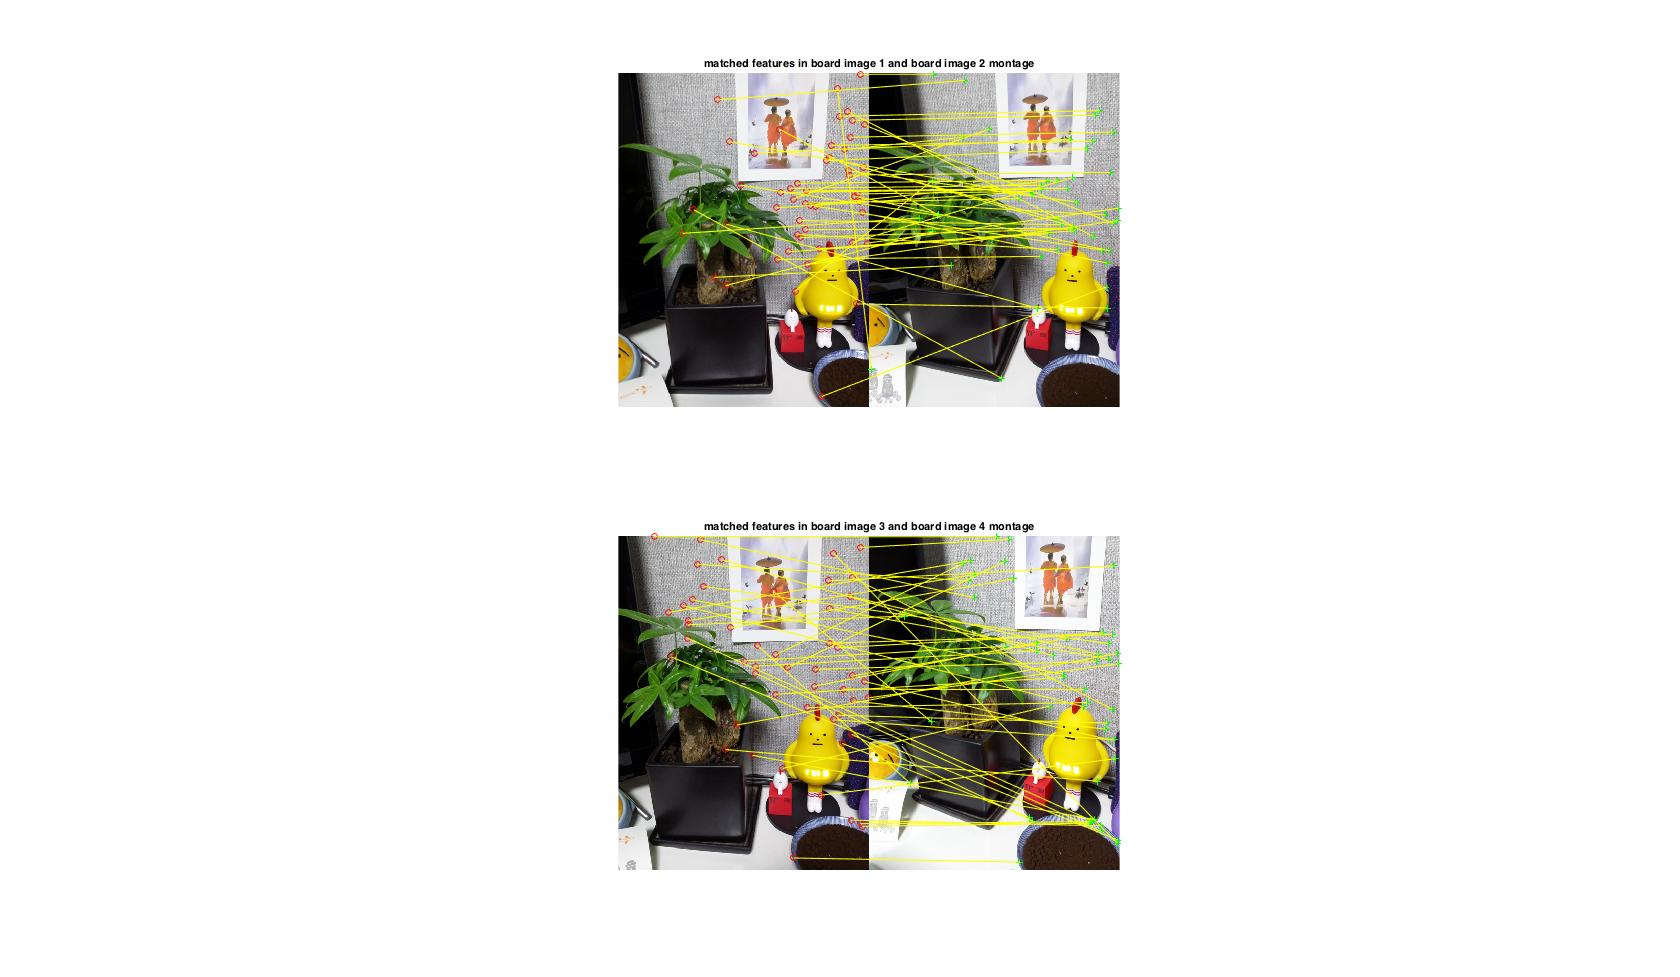 matched features in board image 1 and board image 2 montage
matched features in board image 3 and board image 4 montage